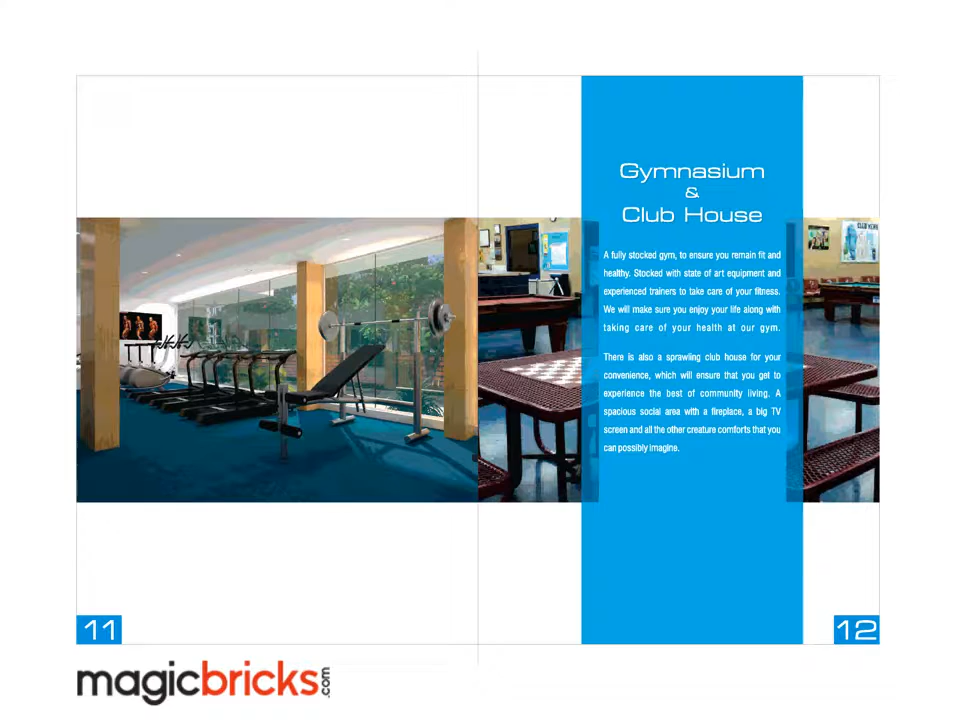 Gymnasium
&
Club House
A fully stocked gym, to ensure you remain fit and
healthy. Stocked with state of art equipment and
experienced trainers to take care of your fitness.
We will make sure you enjoy your life along with
taking care of your health at our gym.
There is also a sprawling club house for your
convenience, which will ensure that you get to
experience the best of community living. A
spacious social area with a fireplace, a big TV
screen and all the other creature comforts that you
can possibly imagine.
11
12
magicbricks.com